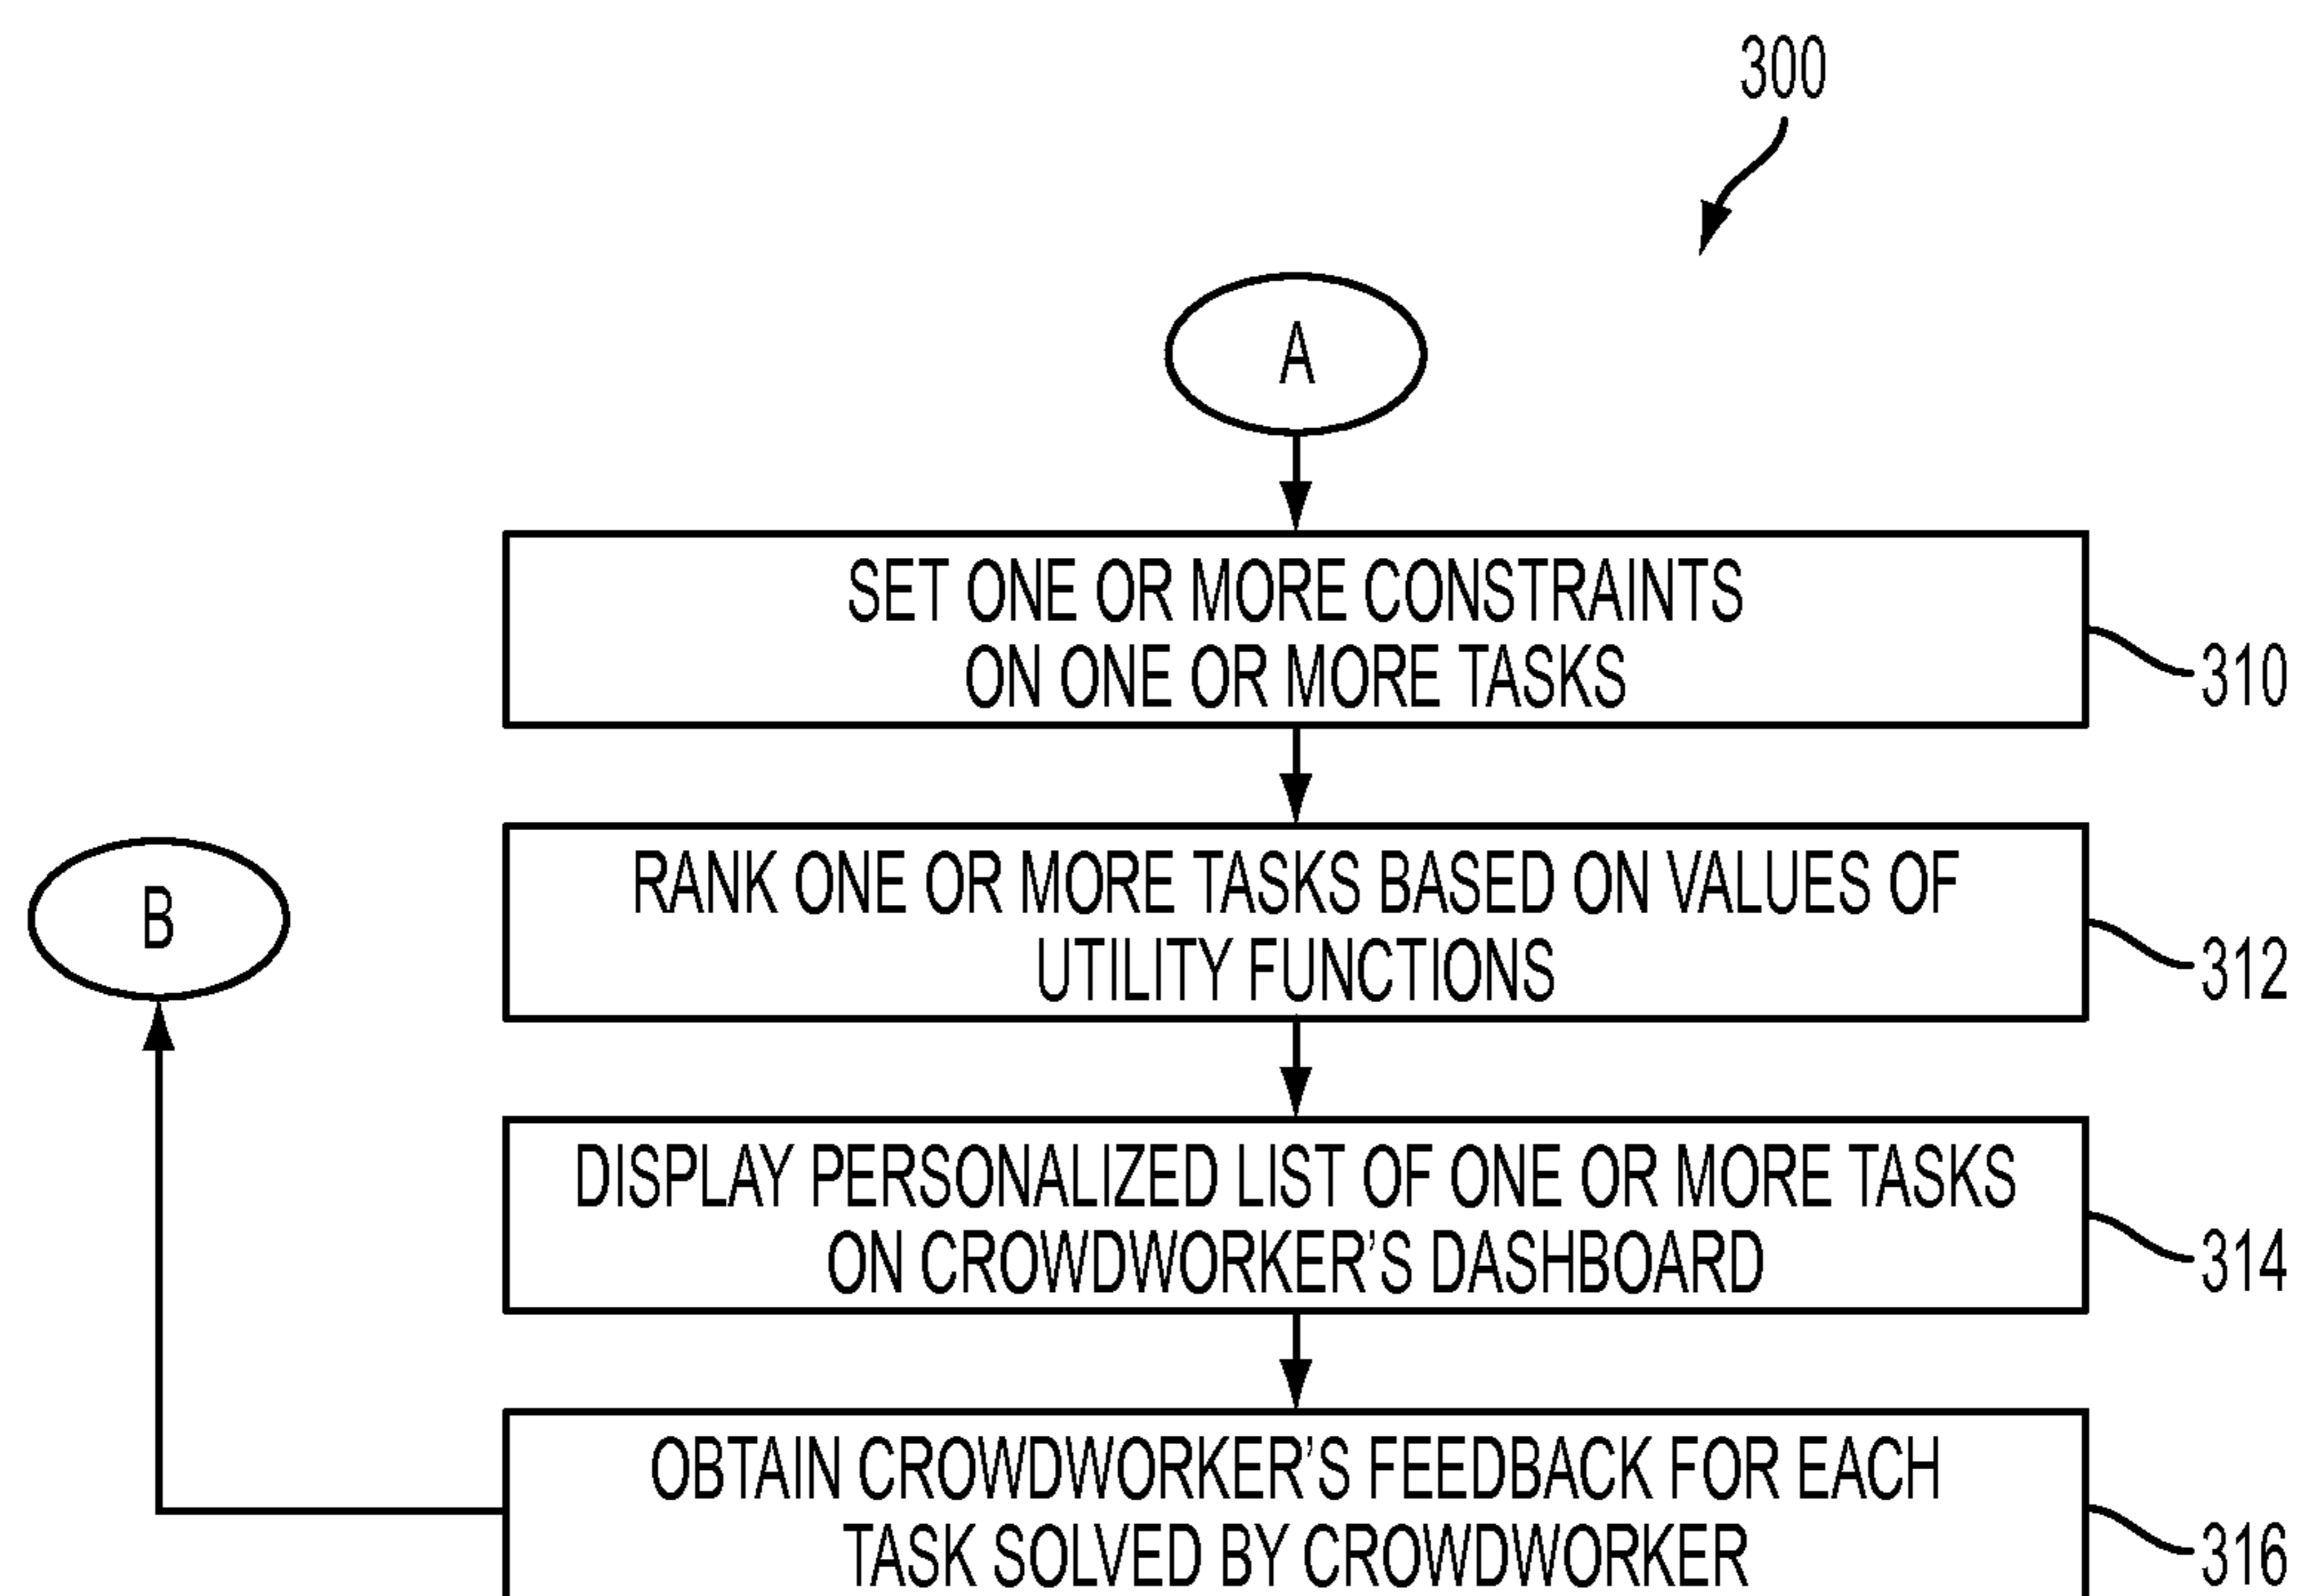 300
A
SET ONE OR MORE CONSTRAINTS
ON ONE OR MORE TASKS
310
RANK ONE OR MORE TASKS BASED ON VALUES OF
UTILITY FUNCTIONS
312
B
DISPLAY PERSONALIZED LIST OF ONE OR MORE TASKS
ON CROWDWORKER'S DASHBOARD
314
OBTAIN CROWDWORKER'S FEEDBACK FOR EACH
TASK SOLVED BY CROWDWORKER
316